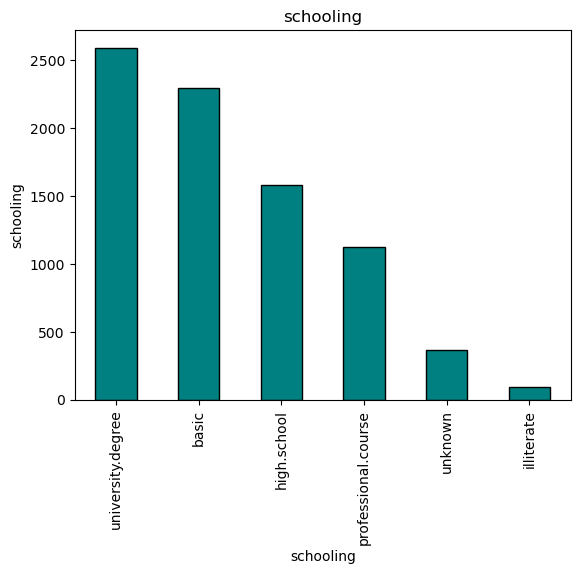 schooling
2500
2000
1500
1000
500
0
schooling
university.degree
basic
high.school
professional.course
unknown
illiterate
schooling